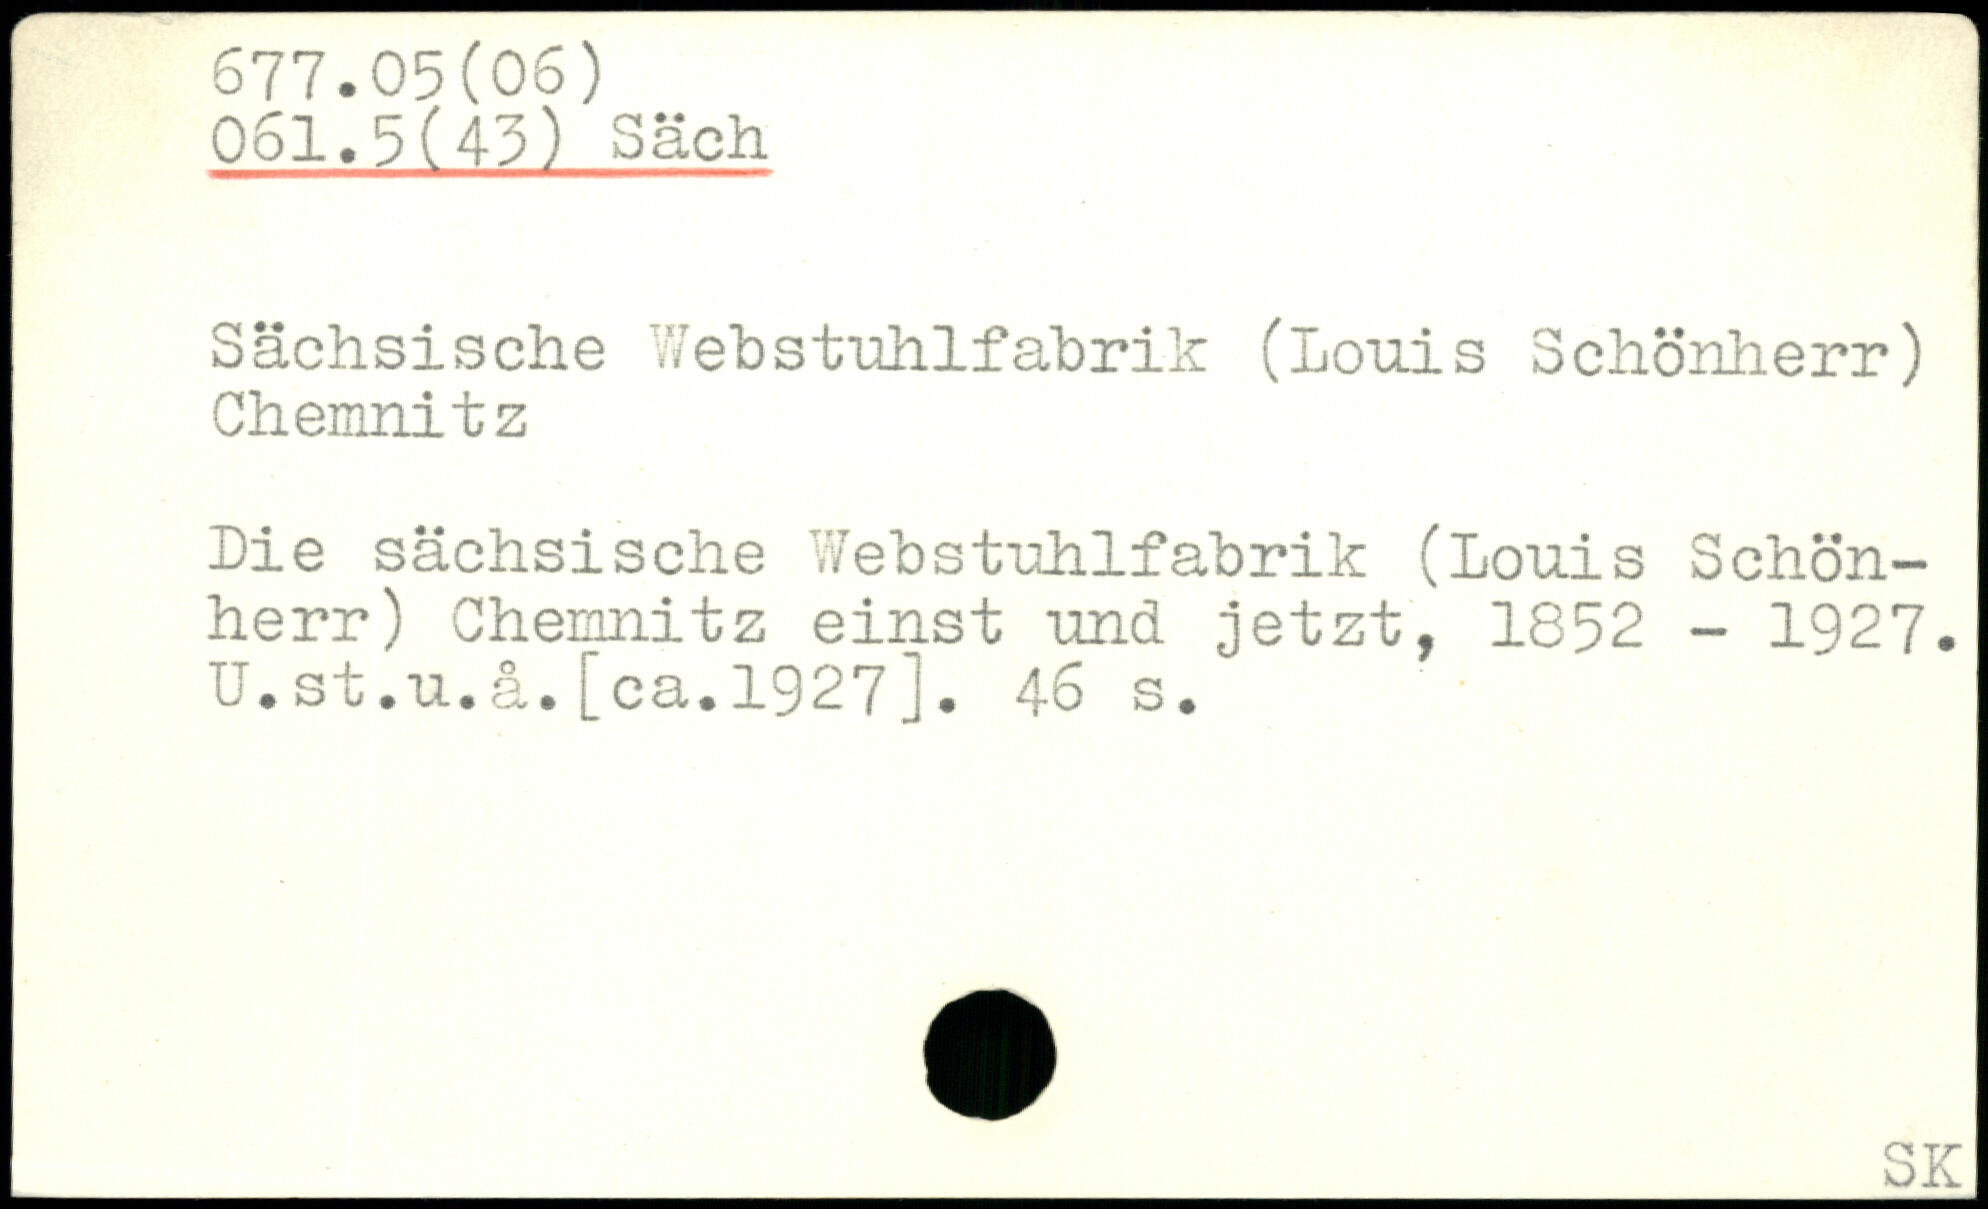 677.05(06)
061.5(43) Säch
Sächsische Webstuhlfabrik (Louis Schönherr)
Chemnitz
Die sächsische Webstuhlfabrik (Louis Schön-
herr) Chemnitz einst und jetzt, 1852 - 1927.
U.st.u.å.[ca.1927]. 46 s.
SK